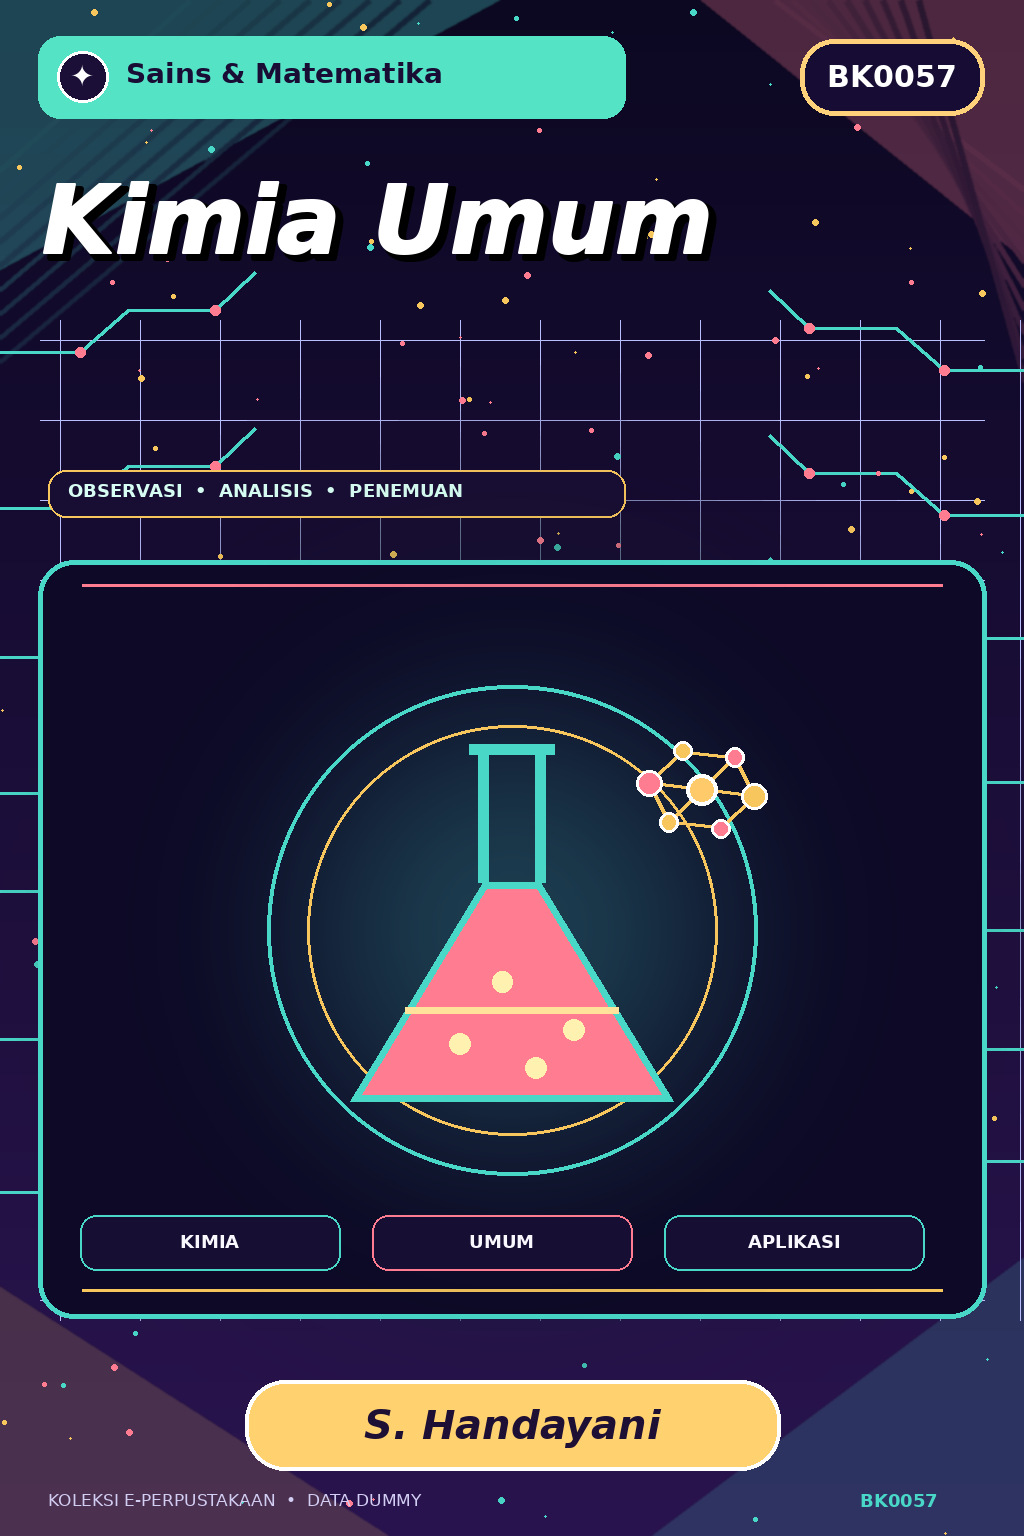 Sains & Matematika
BK0057
Kimia Umum
OBSERVASI • ANALISIS • PENEMUAN
KIMIA
UMUM
APLIKASI
S. Handayani
KOLEKSI E-PERPUSTAKAAN • DATA DUMMY
BK0057